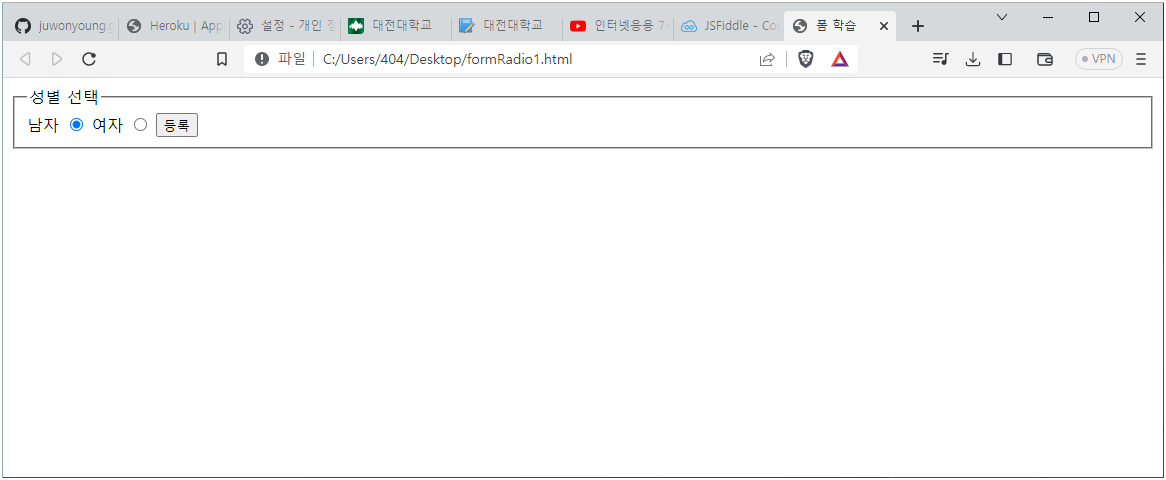 juwonyoung.g
Heroku | App
설정 - 개인 정
대전대학교
대전대학교
인터넷응용 7
JSFiddle - Co
폼 학습
파일
C:/Users/404/Desktop/formRadio1.html
VPN
성별 선택
남자 여자 등록